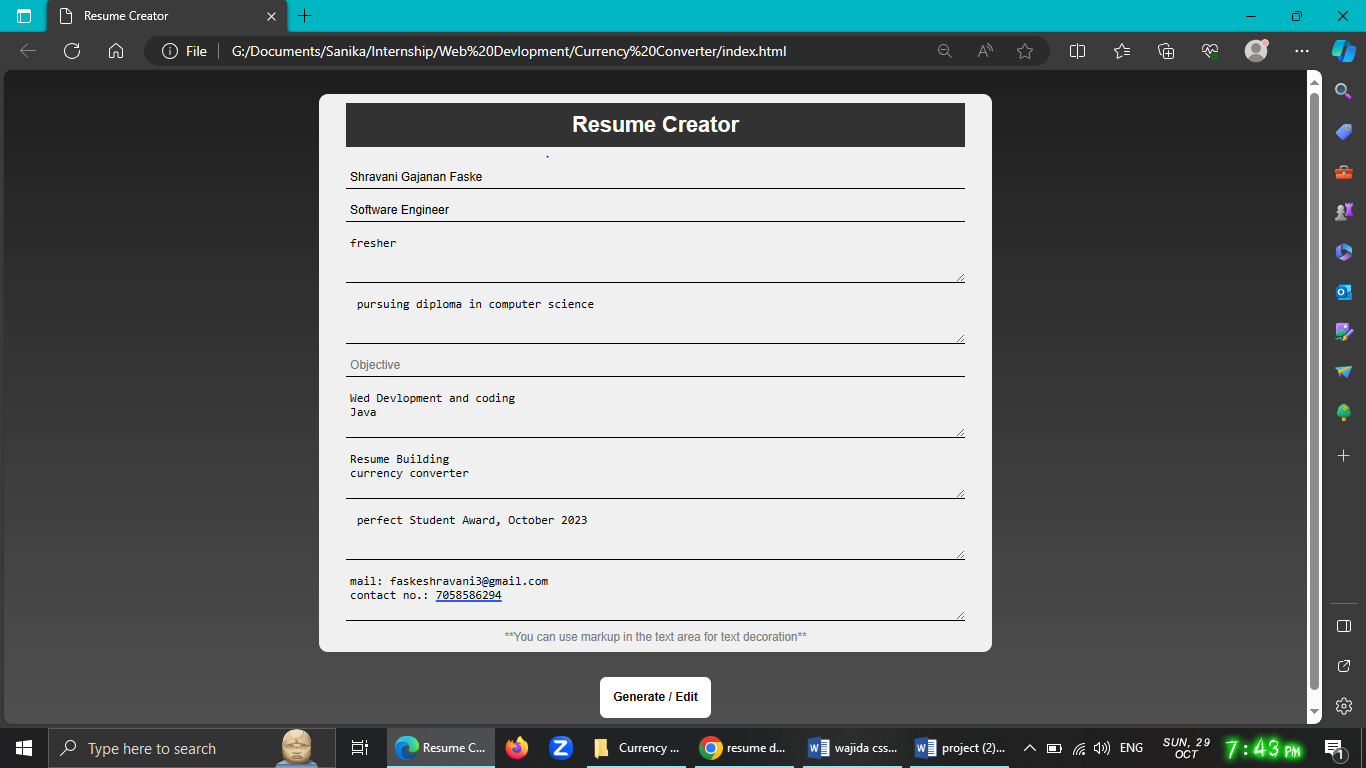 Resume Creator
File
G:/Documents/Sanika/Internship/Web%20Devlopment/Currency%20Converter/index.html
Resume Creator
Shravani Gajanan Faske
Software Engineer
fresher
pursuing diploma in computer science
Objective
Wed Devlopment and coding
Java
Resume Building
currency converter
perfect Student Award, October 2023
mail: faskeshravani3@gmail.com
contact no.: 7058586294
**You can use markup in the text area for text decoration**
Generate / Edit
Type here to search
Resume C...
Currency ...
resume d...
wajida css...
project (2)...
ENG
SUN, 29
OCT
7:43 PM
1